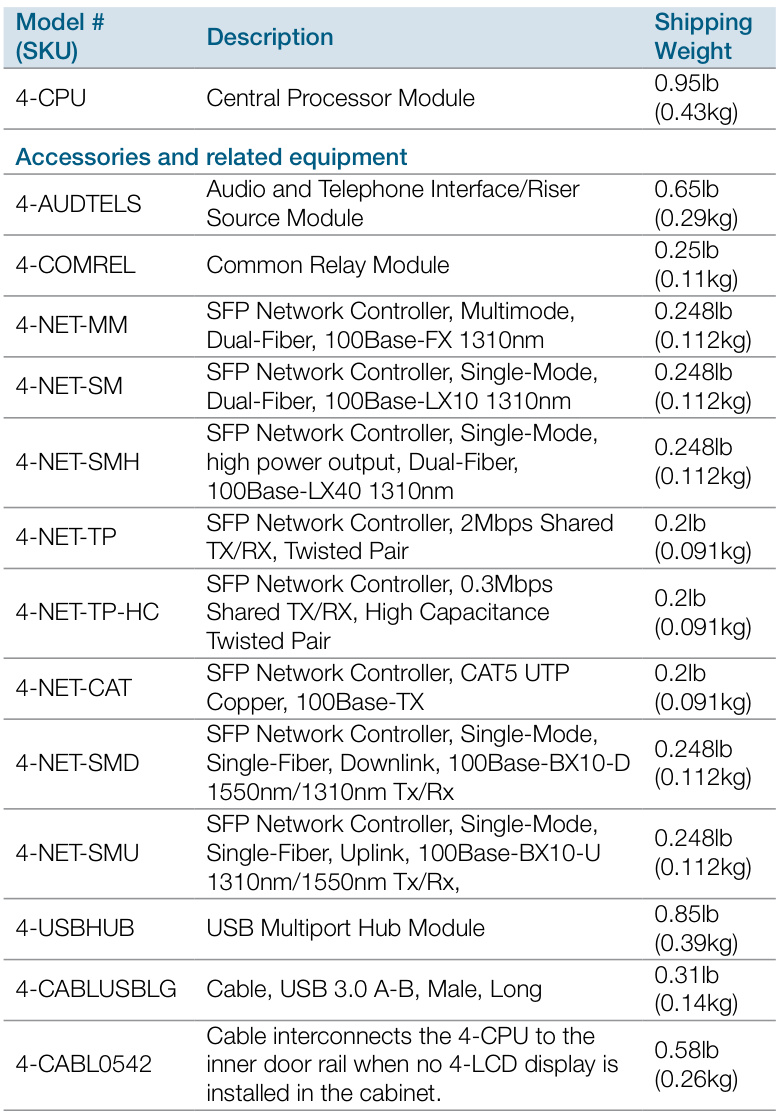 Model #
(SKU)
Description
Shipping
Weight
4-CPU
Central Processor Module
0.95lb
(0.43kg)
Accessories and related equipment
4-AUDTELS
Audio and Telephone Interface/Riser
Source Module
0.65lb
(0.29kg)
4-COMREL
Common Relay Module
0.25lb
(0.11kg)
4-NET-MM
SFP Network Controller, Multimode,
Dual-Fiber, 100Base-FX 1310nm
0.248lb
(0.112kg)
4-NET-SM
SFP Network Controller, Single-Mode,
Dual-Fiber, 100Base-LX10 1310nm
0.248lb
(0.112kg)
4-NET-SMH
SFP Network Controller, Single-Mode,
high power output, Dual-Fiber,
100Base-LX40 1310nm
0.248lb
(0.112kg)
4-NET-TP
SFP Network Controller, 2Mbps Shared
TX/RX, Twisted Pair
0.2lb
(0.091kg)
4-NET-TP-HC
SFP Network Controller, 0.3Mbps
Shared TX/RX, High Capacitance
Twisted Pair
0.2lb
(0.091kg)
4-NET-CAT
SFP Network Controller, CAT5 UTP
Copper, 100Base-TX
0.2lb
(0.091kg)
4-NET-SMD
SFP Network Controller, Single-Mode,
Single-Fiber, Downlink, 100Base-BX10-D
1550nm/1310nm Tx/Rx
0.248lb
(0.112kg)
4-NET-SMU
SFP Network Controller, Single-Mode,
Single-Fiber, Uplink, 100Base-BX10-U
1310nm/1550nm Tx/Rx,
0.248lb
(0.112kg)
4-USBHUB
USB Multiport Hub Module
0.85lb
(0.39kg)
4-CABLUSBLG
Cable, USB 3.0 A-B, Male, Long
0.31lb
(0.14kg)
4-CABL0542
Cable interconnects the 4-CPU to the
inner door rail when no 4-LCD display is
installed in the cabinet.
0.58lb
(0.26kg)